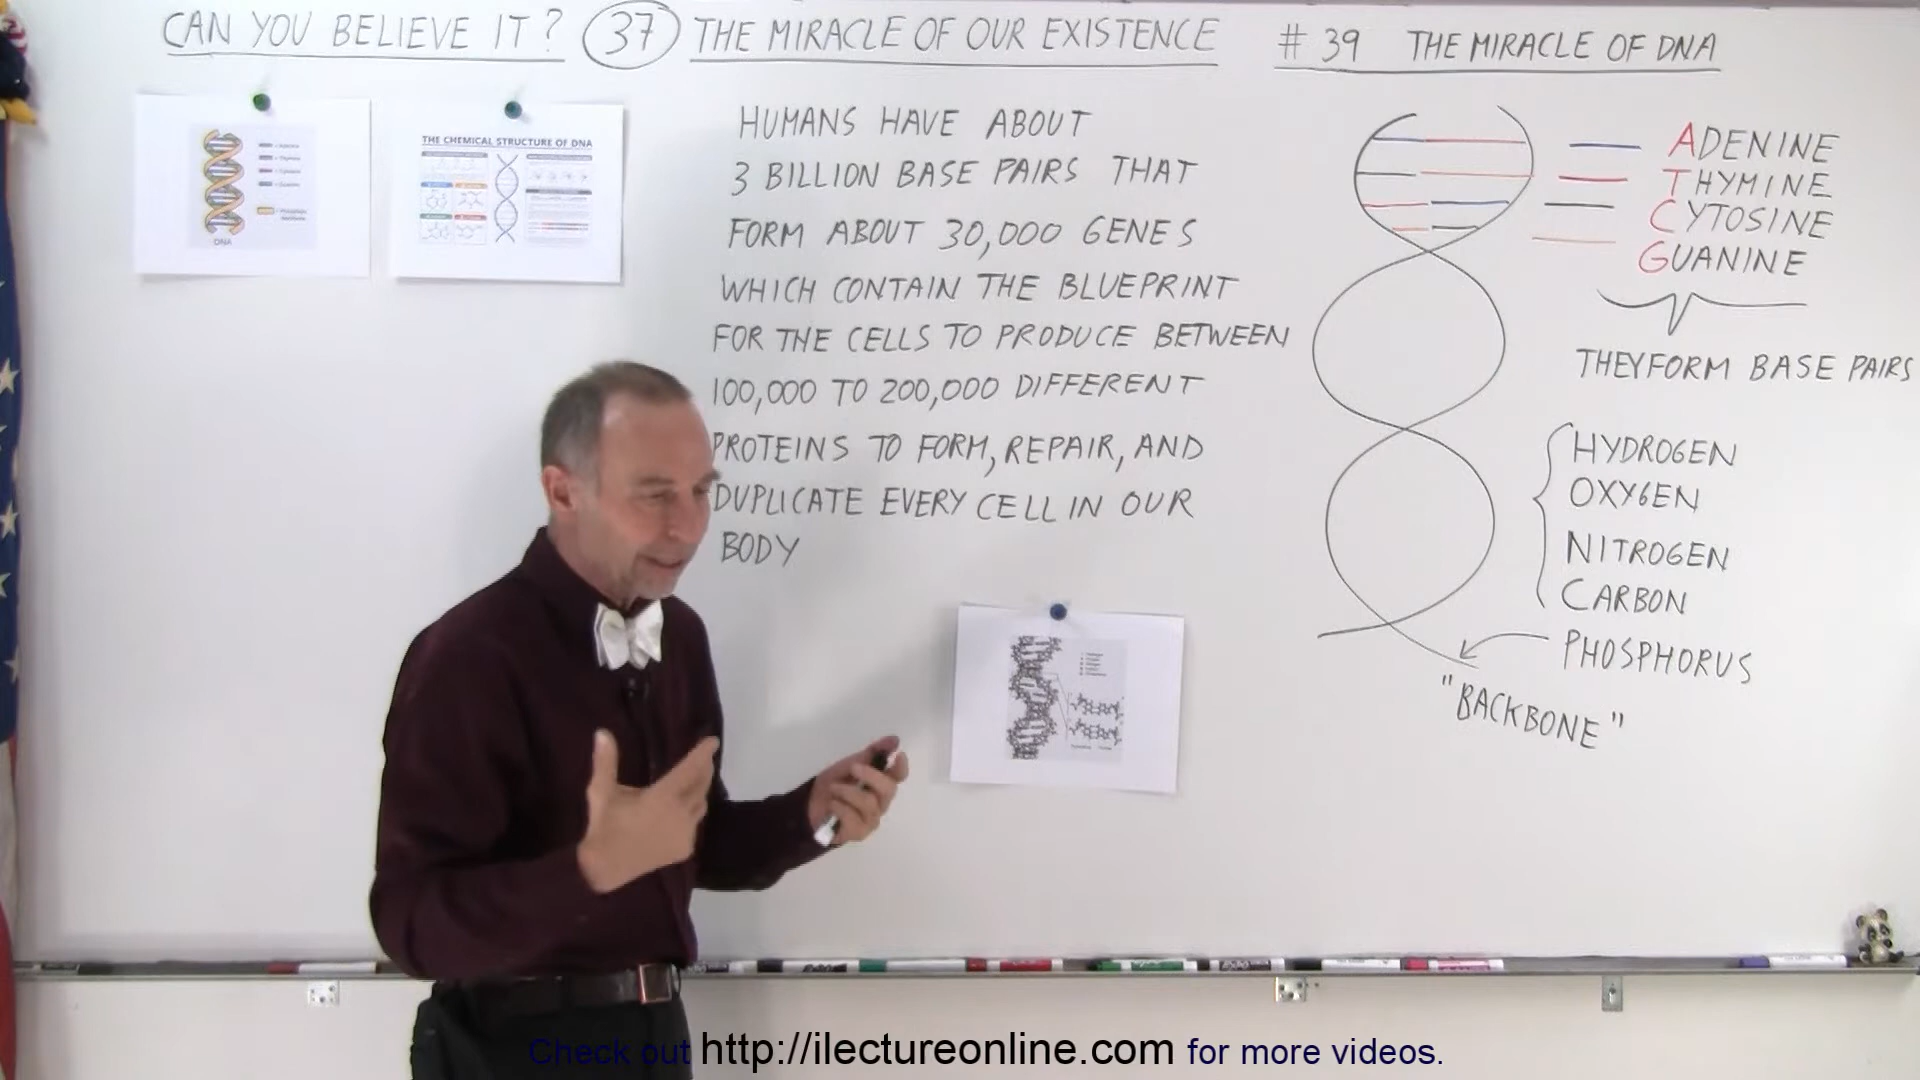 CAN YOU BELIEVE IT? 37 THE MIRACLE OF OUR EXISTENCE # 39 THE MIRACLE OF DNA
DNA
THE CHEMICAL STRUCTURE OF DNA
HUMANS HAVE ABOUT
3 BILLION BASE PAIRS THAT
FORM ABOUT 30,000 GENES
WHICH CONTAIN THE BLUEPRINT
FOR THE CELLS TO PRODUCE BETWEEN
100,000 TO 200,000 DIFFERENT
PROTEINS TO FORM, REPAIR, AND
DUPLICATE EVERY CELL IN OUR
BODY
ADENINE
THYMINE
CYTOSINE
GUANINE
THEY FORM BASE PAIRS
HYDROGEN
OXYGEN
NITROGEN
CARBON
PHOSPHORUS
"BACKBONE"
Check out http://ilectureonline.com for more videos.